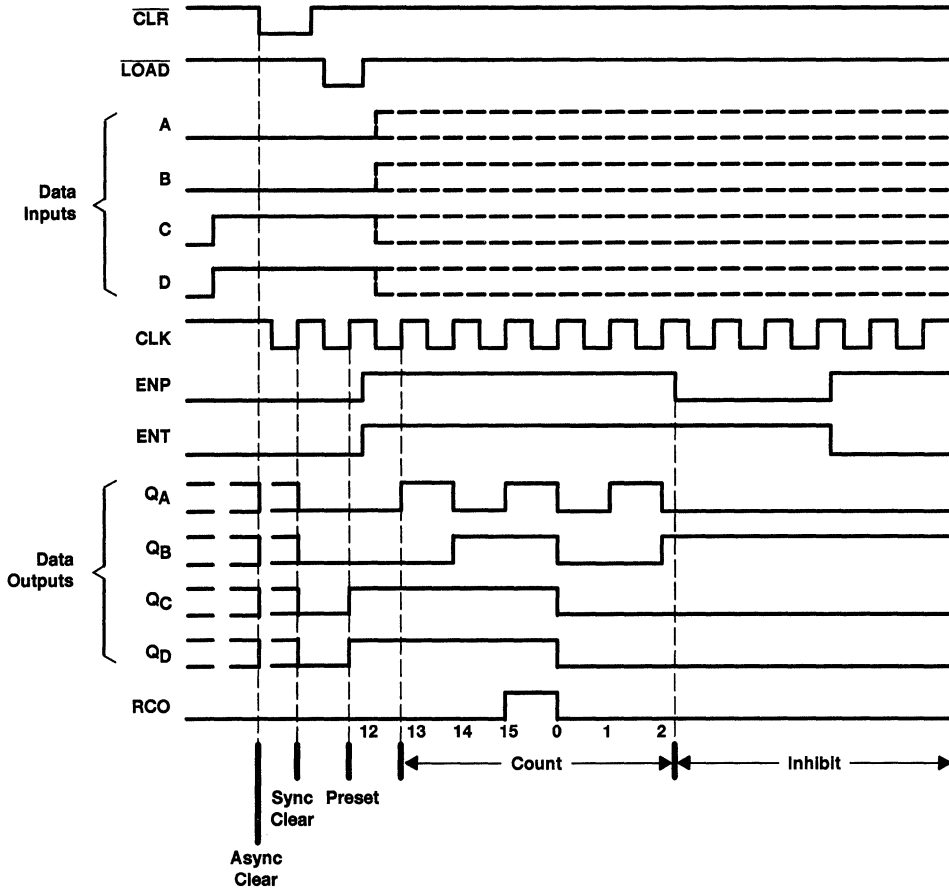 CLR
LOAD
A
B
Data
Inputs
C
D
CLK
ENP
ENT
QA
QB
Data
Outputs
QC
QD
RCO
12 13 14 15 0 1 2
Count
Inhibit
Sync
Clear
Preset
Async
Clear